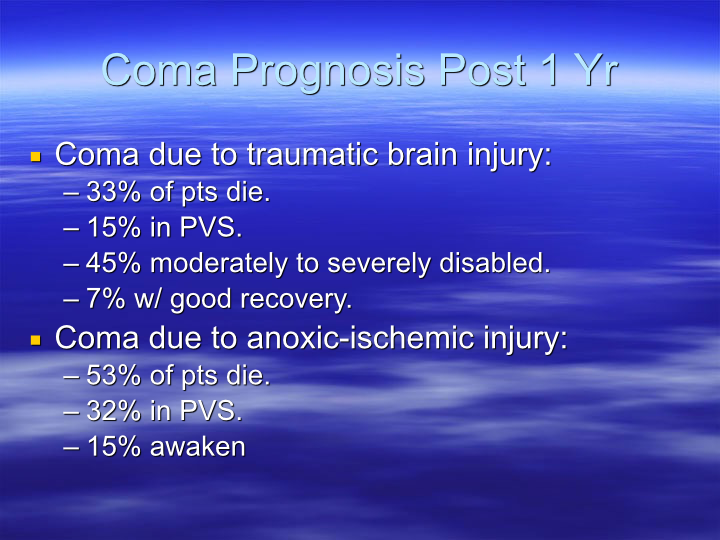 Coma Prognosis Post 1 Yr
Coma due to traumatic brain injury:
– 33% of pts die.
– 15% in PVS.
– 45% moderately to severely disabled.
– 7% w/ good recovery.
Coma due to anoxic-ischemic injury:
– 53% of pts die.
– 32% in PVS.
– 15% awaken